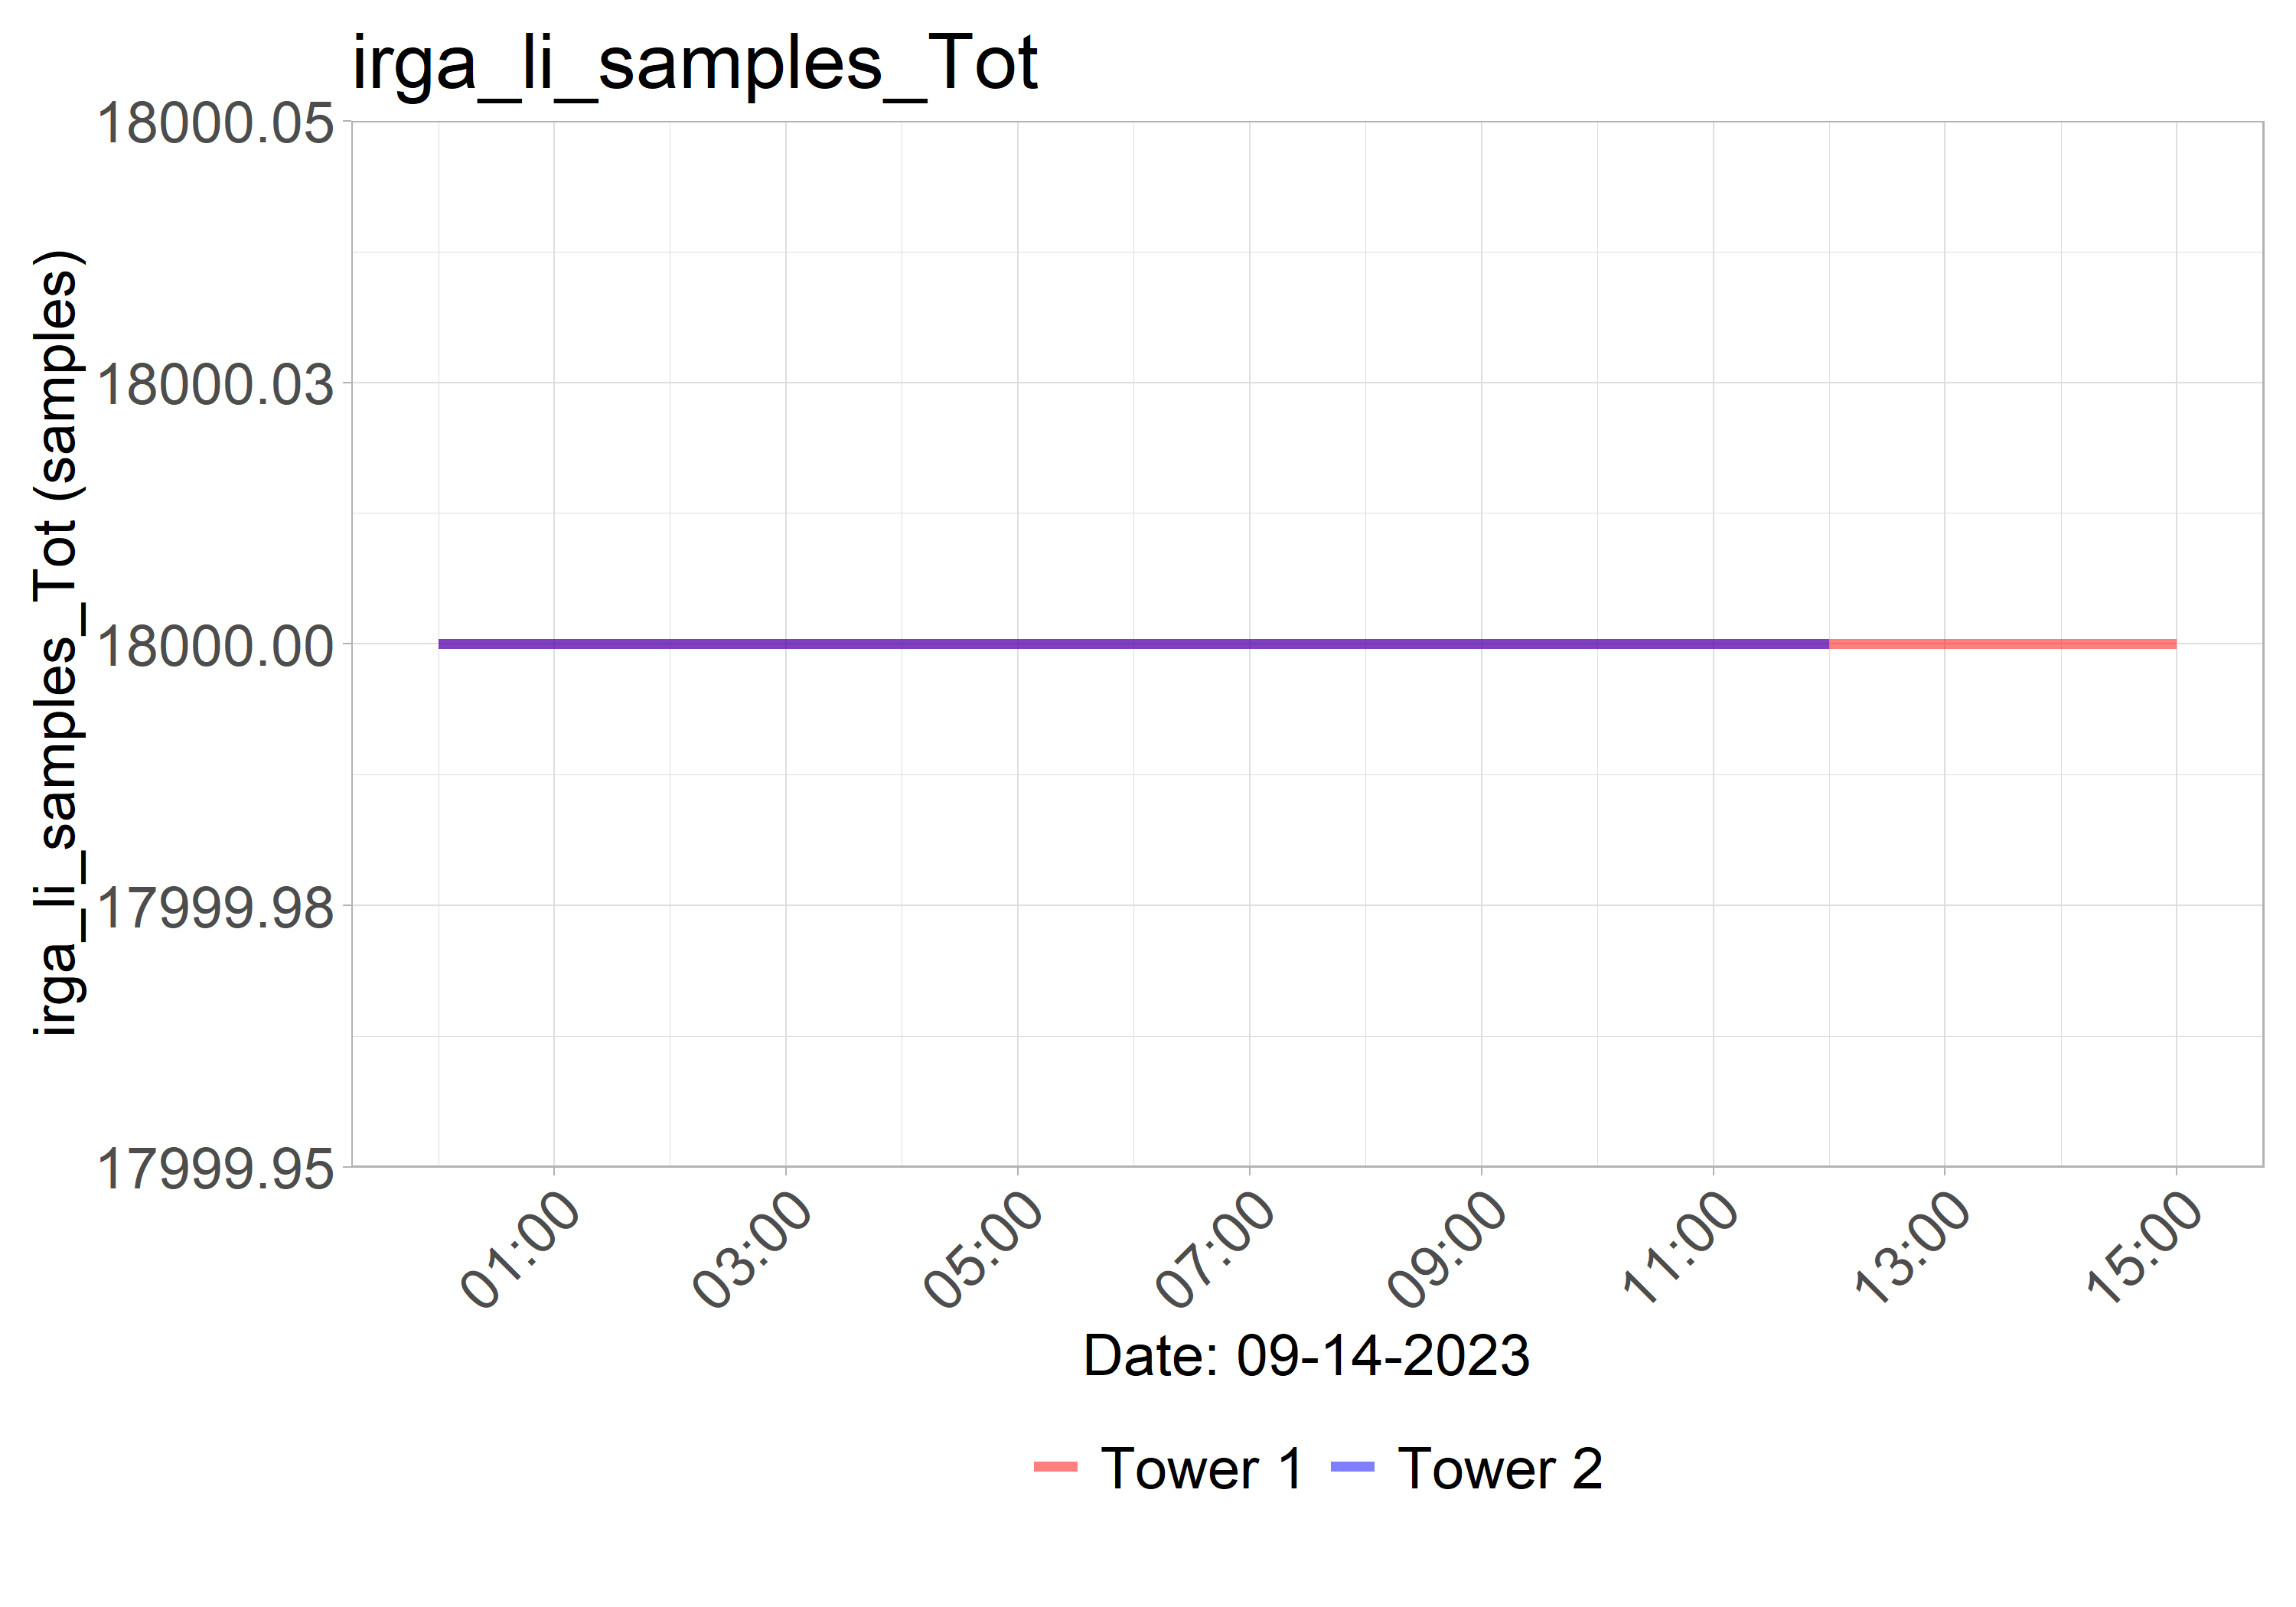 irga_li_samples_Tot
irga_li_samples_Tot (samples)
18000.05
18000.03
18000.00
17999.98
17999.95
01:00
03:00
05:00
07:00
09:00
11:00
13:00
15:00
Date: 09-14-2023
Tower 1
Tower 2